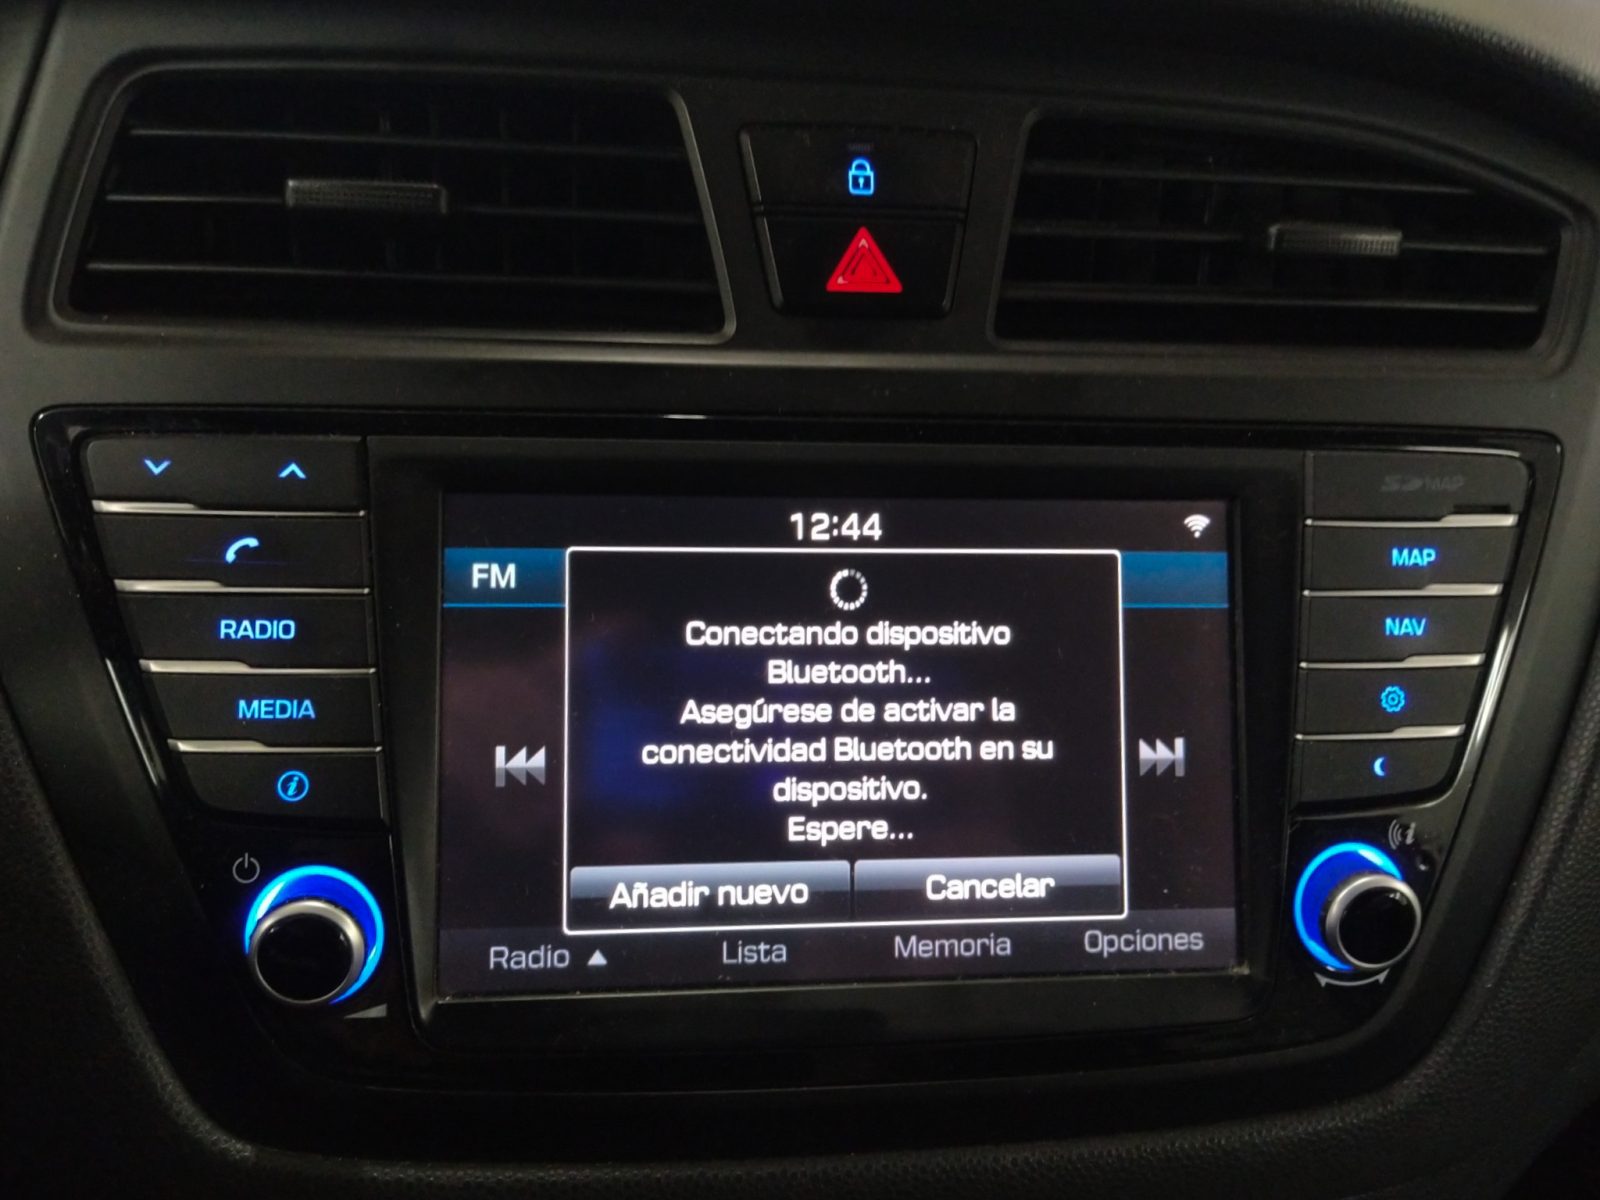 12:44
FM
Conectando dispositivo
Bluetooth...
Asegúrese de activar la
conectividad Bluetooth en su
dispositivo.
Espere...
Añadir nuevo
Cancelar
Radio ▲
Lista
Memoria
Opciones
RADIO
MEDIA
MAP
NAV